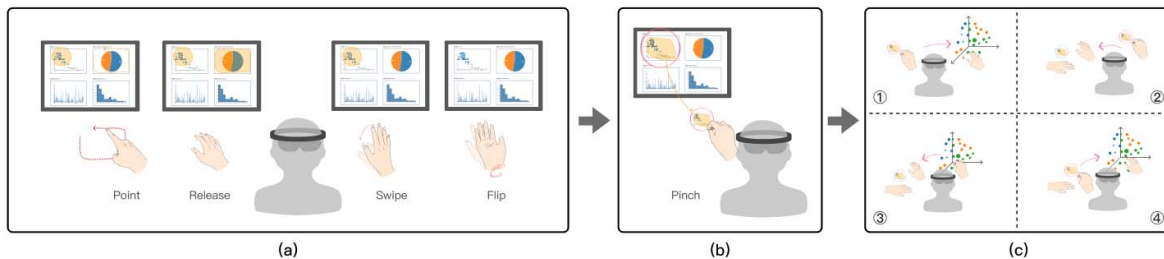 Point
Release
Swipe
Flip
(a)
Pinch
(b)
①
②
③
④
(c)